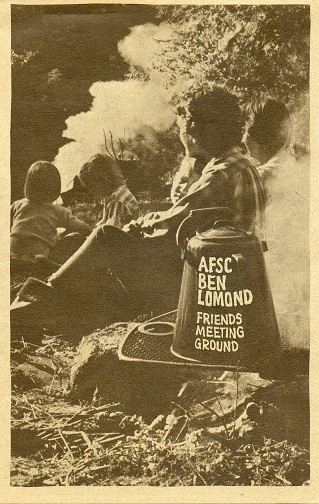 AFSC
BEN
LOMOND
FRIENDS
MEETING
GROUND